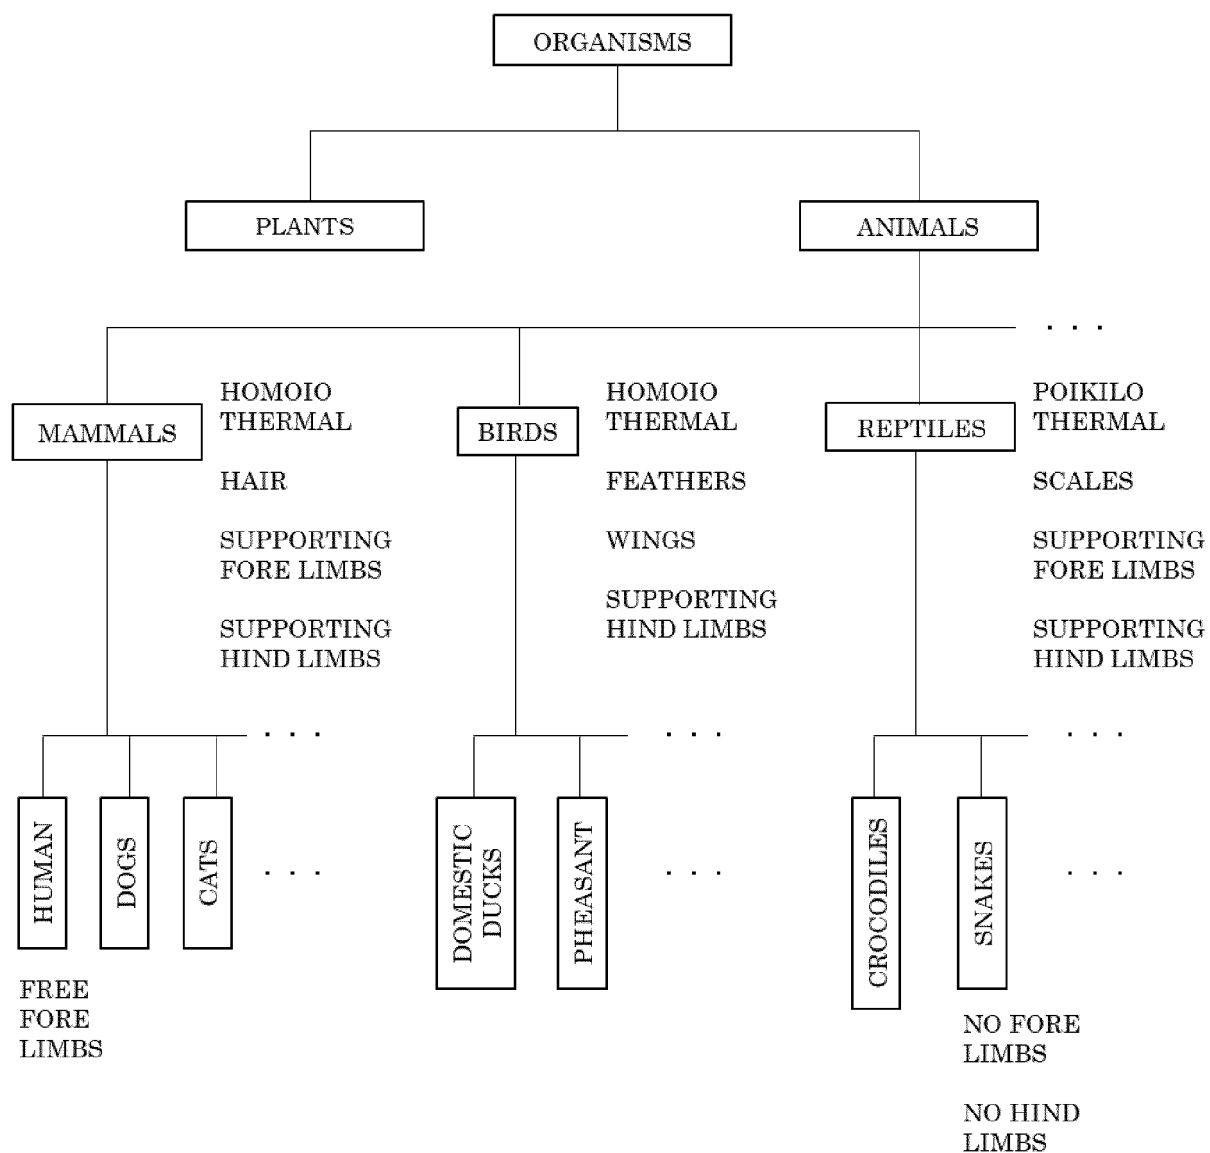 ORGANISMS
PLANTS
ANIMALS
. . .
MAMMALS
HOMOIO
THERMAL
HAIR
SUPPORTING
FORE LIMBS
SUPPORTING
HIND LIMBS
BIRDS
HOMOIO
THERMAL
FEATHERS
WINGS
SUPPORTING
HIND LIMBS
REPTILES
POIKILO
THERMAL
SCALES
SUPPORTING
FORE LIMBS
SUPPORTING
HIND LIMBS
. . .
. . .
. . .
HUMAN
DOGS
CATS
. . .
DOMESTIC
DUCKS
PHEASANT
. . .
CROCODILES
SNAKES
. . .
FREE
FORE
LIMBS
NO FORE
LIMBS
NO HIND
LIMBS